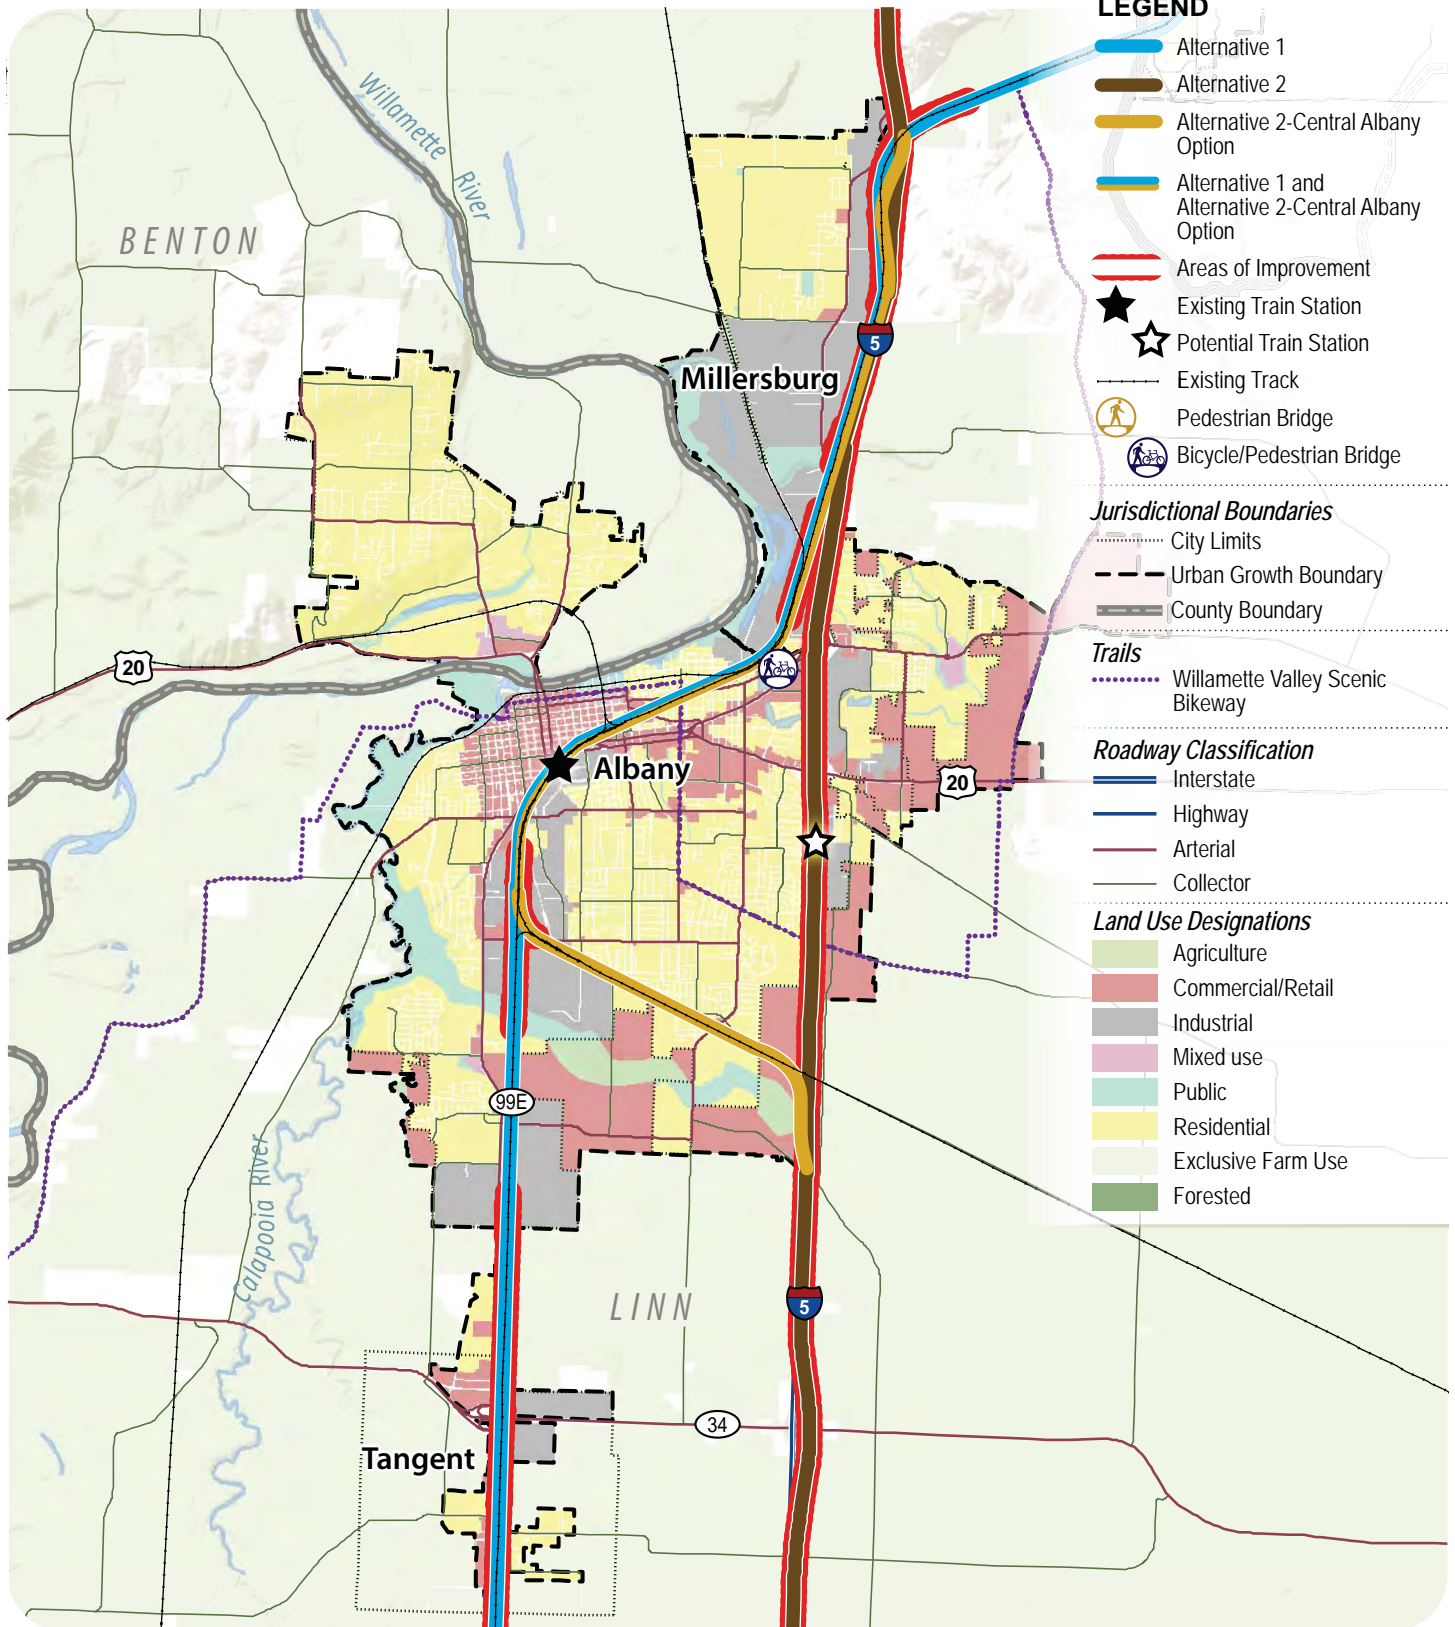 LEGEND
Alternative 1
Alternative 2
Alternative 2-Central Albany
Option
Alternative 1 and
Alternative 2-Central Albany
Option
Areas of Improvement
Existing Train Station
Potential Train Station
Existing Track
Pedestrian Bridge
Bicycle/Pedestrian Bridge
Jurisdictional Boundaries
City Limits
Urban Growth Boundary
County Boundary
Trails
Willamette Valley Scenic
Bikeway
Roadway Classification
Interstate
Highway
Arterial
Collector
Land Use Designations
Agriculture
Commercial/Retail
Industrial
Mixed use
Public
Residential
Exclusive Farm Use
Forested
Willamette
River
BENTON
5
Millersburg
20
Albany
20
99E
Calapooia River
LINN
5
34
Tangent